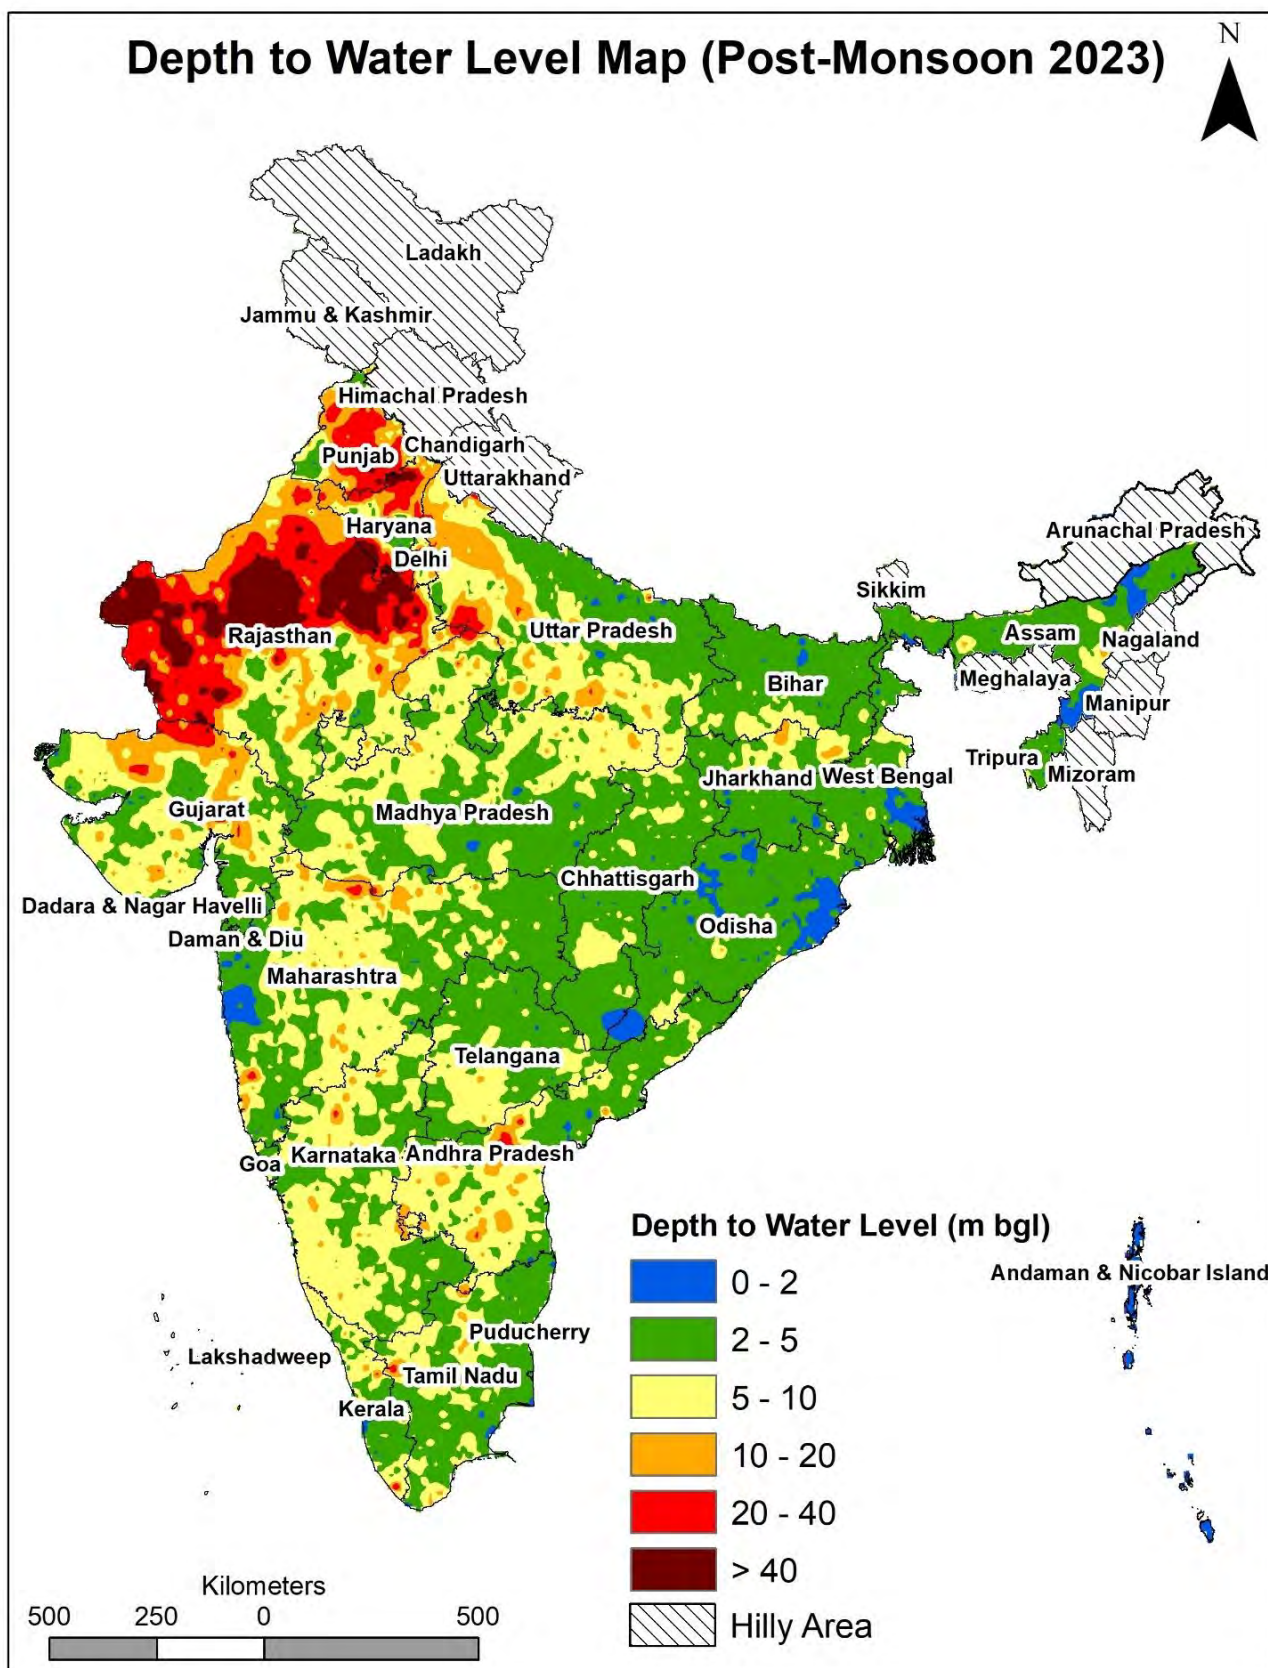 Depth to Water Level Map (Post-Monsoon 2023)
N
Ladakh
Jammu & Kashmir
Himachal Pradesh
Chandigarh
Punjab
Uttarakhand
Haryana
Delhi
Arunachal Pradesh
Sikkim
Rajasthan
Uttar Pradesh
Assam
Nagaland
Bihar
Meghalaya
Manipur
Tripura
Mizoram
Jharkhand
West Bengal
Gujarat
Madhya Pradesh
Chhattisgarh
Dadara & Nagar Havelli
Odisha
Daman & Diu
Maharashtra
Telangana
Goa
Karnataka
Andhra Pradesh
Depth to Water Level (m bgl)
0 - 2
2 - 5
5 - 10
10 - 20
20 - 40
> 40
Hilly Area
Andaman & Nicobar Island
Puducherry
Lakshadweep
Tamil Nadu
Kerala
Kilometers
500 250 0 500